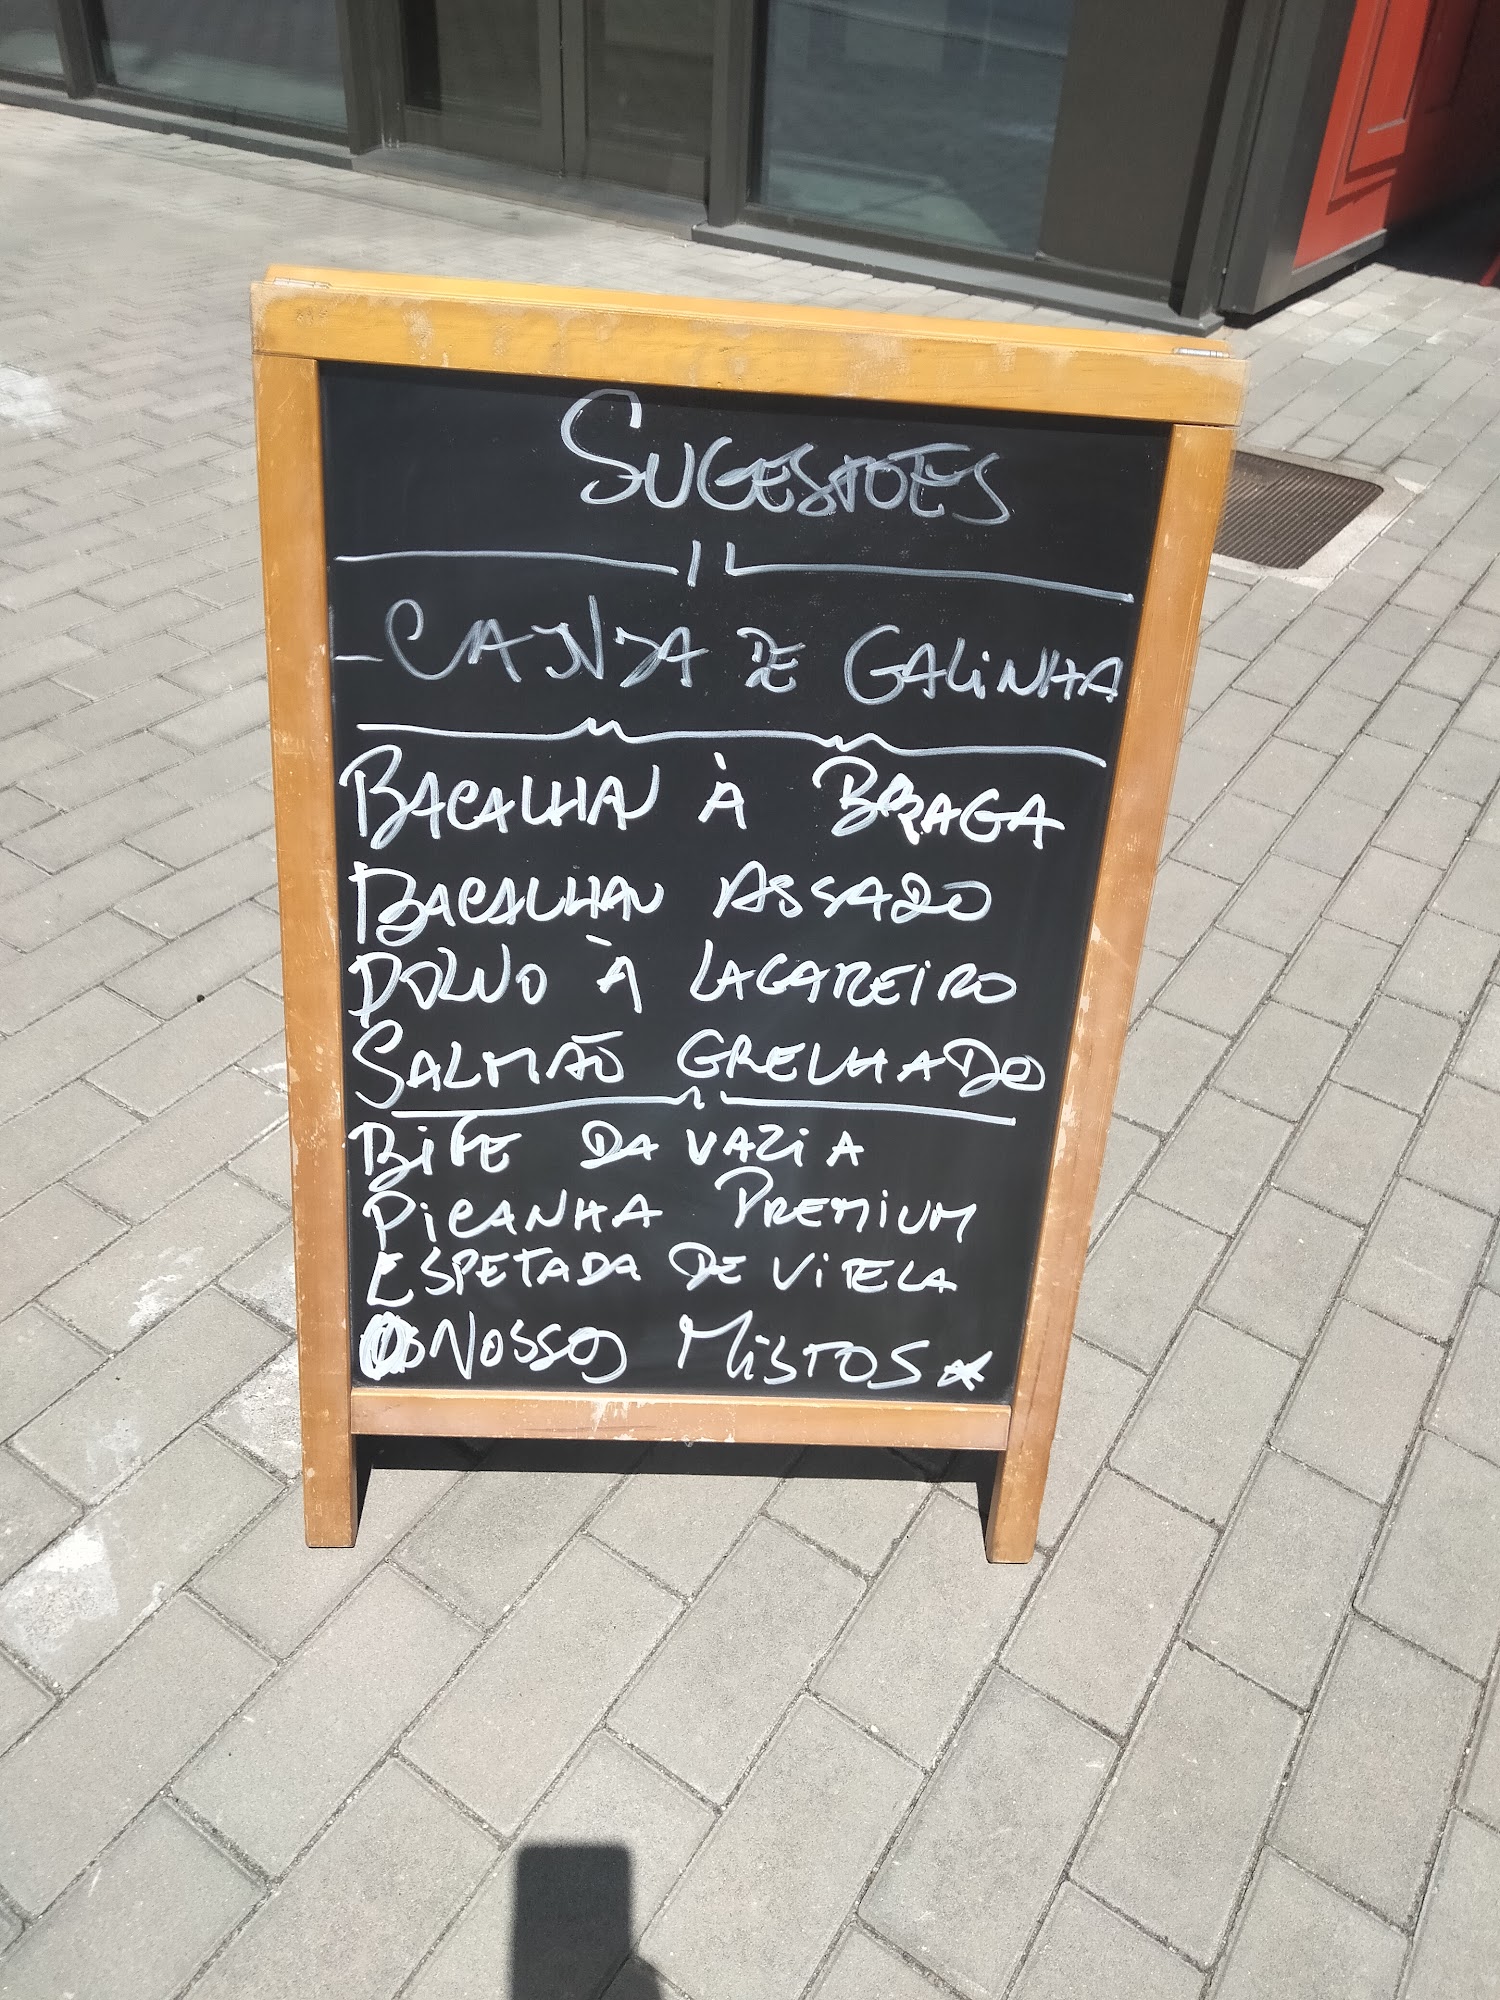 SUGESTÕES
- CANJA DE GALINHA
BACALHAU À BRAGA
BACALHAU ASSADO
POLVO À LAGAREIRO
SALMÃO GRELHADO
BIFE DA VAZIA
PICANHA PREMIUM
ESPETADA DE VITELA
OS NOSSOS MISTOS *